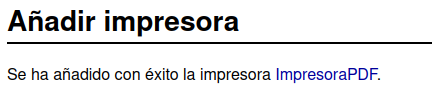 Añadir impresora
Se ha añadido con éxito la impresora ImpresoraPDF.